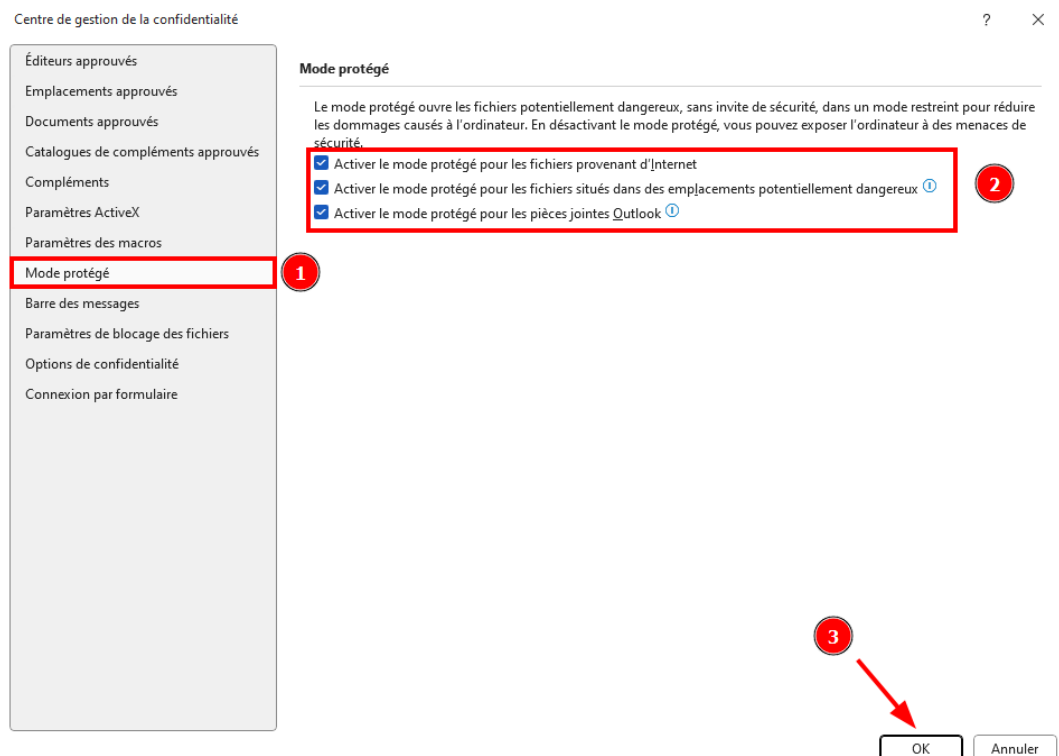 Centre de gestion de la confidentialité
?
Éditeurs approuvés
Emplacements approuvés
Documents approuvés
Catalogues de compléments approuvés
Compléments
Paramètres ActiveX
Paramètres des macros
Mode protégé
Barre des messages
Paramètres de blocage des fichiers
Options de confidentialité
Connexion par formulaire
1
Mode protégé
Le mode protégé ouvre les fichiers potentiellement dangereux, sans invite de sécurité, dans un mode restreint pour réduire
les dommages causés à l'ordinateur. En désactivant le mode protégé, vous pouvez exposer l'ordinateur à des menaces de
sécurité.
Activer le mode protégé pour les fichiers provenant d'Internet
Activer le mode protégé pour les fichiers situés dans des emplacements potentiellement dangereux
Activer le mode protégé pour les pièces jointes Outlook
2
3
OK
Annuler